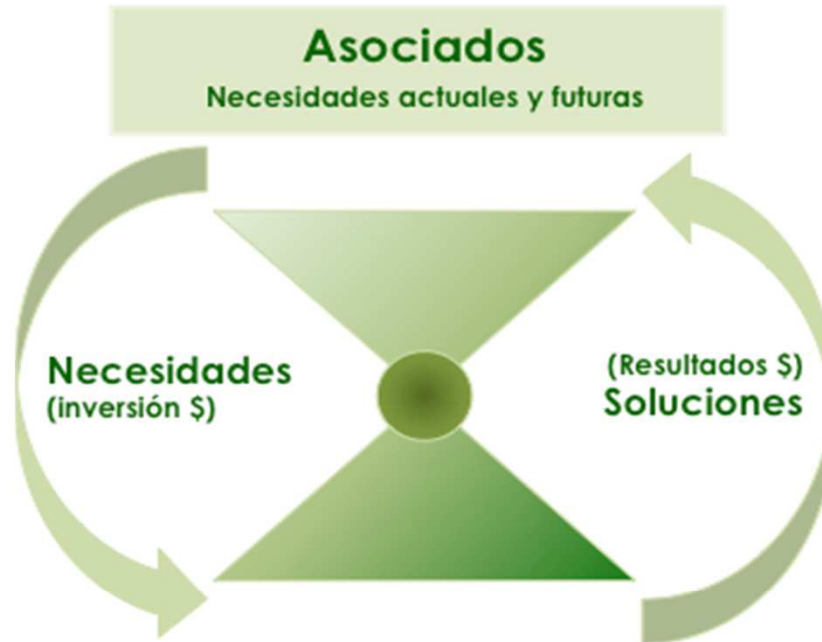 Asociados
Necesidades actuales y futuras
Necesidades
(inversión $)
(Resultados $)
Soluciones